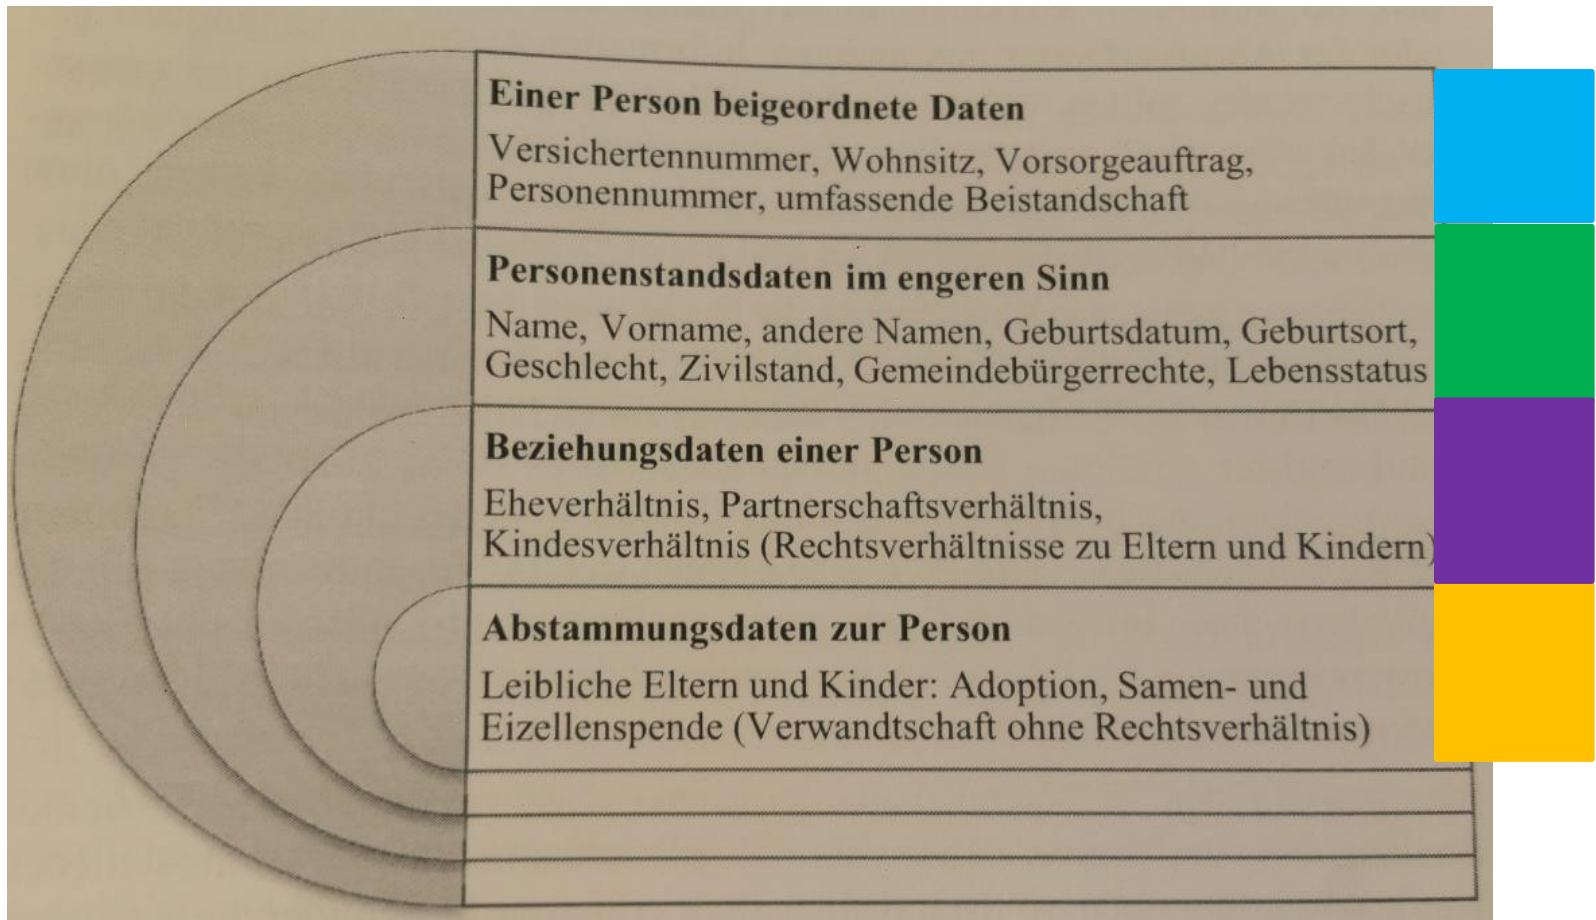 Einer Person beigeordnete Daten
Versichertennummer, Wohnsitz, Vorsorgeauftrag,
Personennummer, umfassende Beistandschaft
Personenstandsdaten im engeren Sinn
Name, Vorname, andere Namen, Geburtsdatum, Geburtsort,
Geschlecht, Zivilstand, Gemeindebürgerrechte, Lebensstatus
Beziehungsdaten einer Person
Eheverhältnis, Partnerschaftsverhältnis,
Kindesverhältnis (Rechtsverhältnisse zu Eltern und Kindern)
Abstammungsdaten zur Person
Leibliche Eltern und Kinder: Adoption, Samen- und
Eizellenspende (Verwandtschaft ohne Rechtsverhältnis)